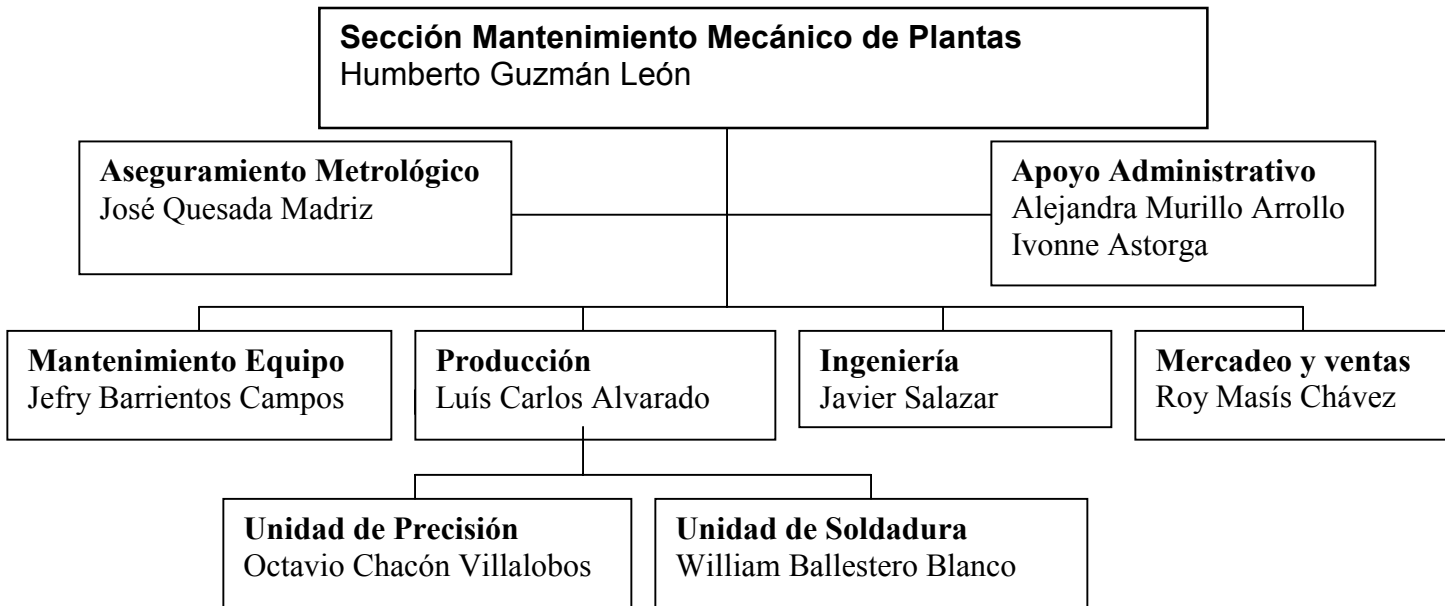 Sección Mantenimiento Mecánico de Plantas
Humberto Guzmán León
Aseguramiento Metrológico
José Quesada Madriz
Apoyo Administrativo
Alejandra Murillo Arrollo
Ivonne Astorga
Mantenimiento Equipo
Jefry Barrientos Campos
Producción
Luís Carlos Alvarado
Ingeniería
Javier Salazar
Mercadeo y ventas
Roy Masís Chávez
Unidad de Precisión
Octavio Chacón Villalobos
Unidad de Soldadura
William Ballestero Blanco